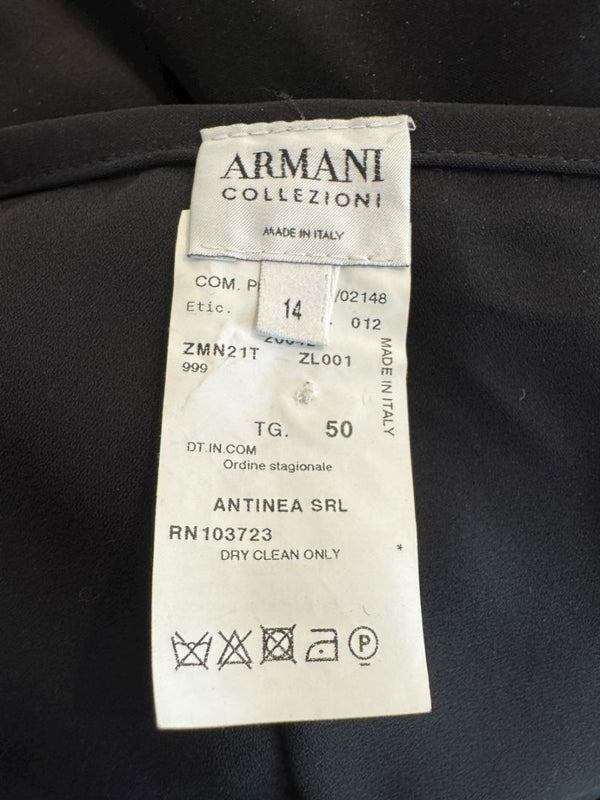 ARMANI
COLLEZIONI
MADE IN ITALY
14
COM. P /02148
Etic. 012
ZMN21T ZL001
999
MADE IN ITALY
TG. 50
DT.IN.COM
Ordine stagionale
ANTINEA SRL
RN103723
DRY CLEAN ONLY *
P